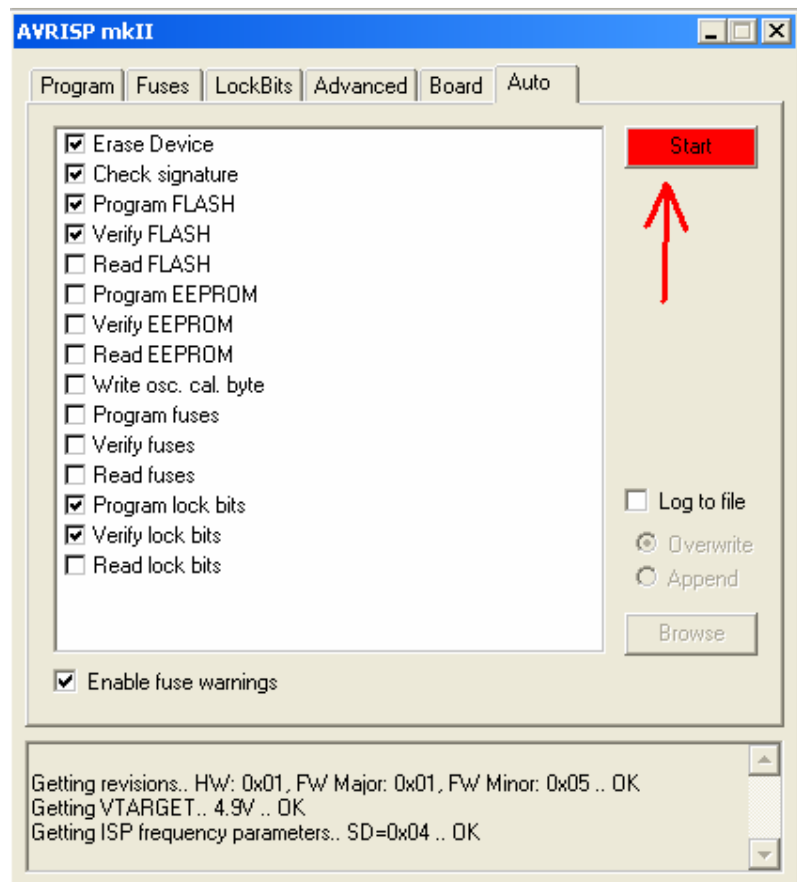 AVRISP mkII
Program Fuses LockBits Advanced Board Auto
Erase Device
Check signature
Program FLASH
Verify FLASH
Read FLASH
Program EEPROM
Verify EEPROM
Read EEPROM
Write osc. cal. byte
Program fuses
Verify fuses
Read fuses
Program lock bits
Verify lock bits
Read lock bits
Start
Log to file
Overwrite
Append
Browse
Enable fuse warnings
Getting revisions.. HW: 0x01, FW Major: 0x01, FW Minor: 0x05 .. OK
Getting VTARGET.. 4.9V .. OK
Getting ISP frequency parameters.. SD=0x04 .. OK